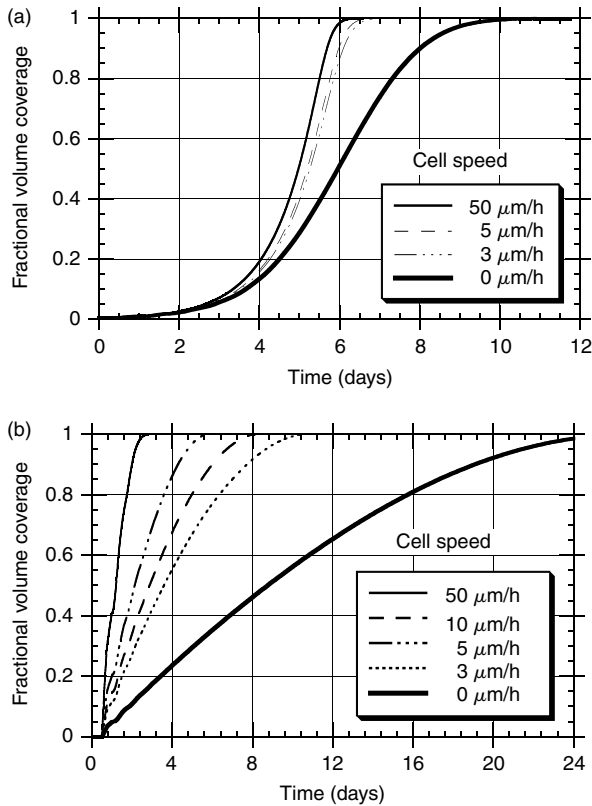 (a)
Fractional volume coverage
1
0.8
0.6
0.4
0.2
0
Cell speed
50 μm/h
5 μm/h
3 μm/h
0 μm/h
0 2 4 6 8 10 12
Time (days)
(b)
Fractional volume coverage
1
0.8
0.6
0.4
0.2
0
Cell speed
50 μm/h
10 μm/h
5 μm/h
3 μm/h
0 μm/h
0 4 8 12 16 20 24
Time (days)